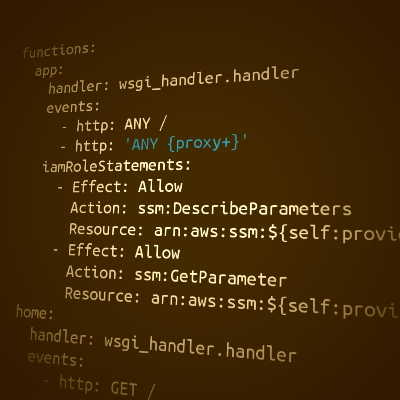 functions:
app:
handler: wsgi_handler.handler
events:
- http: ANY /
- http: 'ANY {proxy+}'
iamRoleStatements:
- Effect: Allow
Action: ssm:DescribeParameters
Resource: arn:aws:ssm:${self:provi
- Effect: Allow
Action: ssm:GetParameter
Resource: arn:aws:ssm:${self:provi
home:
handler: wsgi_handler.handler
events:
- http: GET /